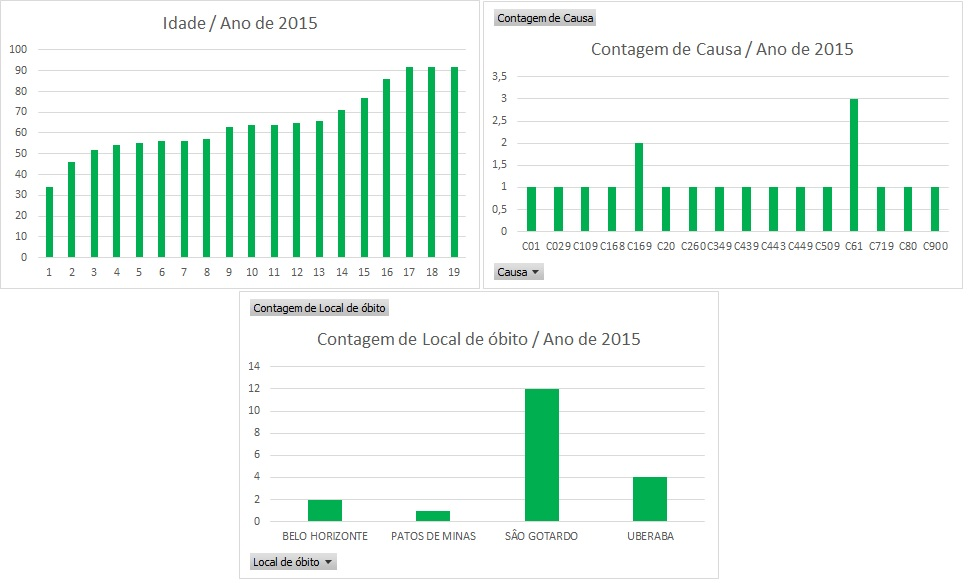 Idade / Ano de 2015
100
90
80
70
60
50
40
30
20
10
0
1 2 3 4 5 6 7 8 9 10 11 12 13 14 15 16 17 18 19
Contagem de Causa
Contagem de Causa / Ano de 2015
3,5
3
2,5
2
1,5
1
0,5
0
C01 C029 C109 C168 C169 C20 C260 C349 C439 C443 C449 C509 C61 C719 C80 C900
Causa
Contagem de Local de óbito
Contagem de Local de óbito / Ano de 2015
14
12
10
8
6
4
2
0
BELO HORIZONTE PATOS DE MINAS SÂO GOTARDO UBERABA
Local de óbito